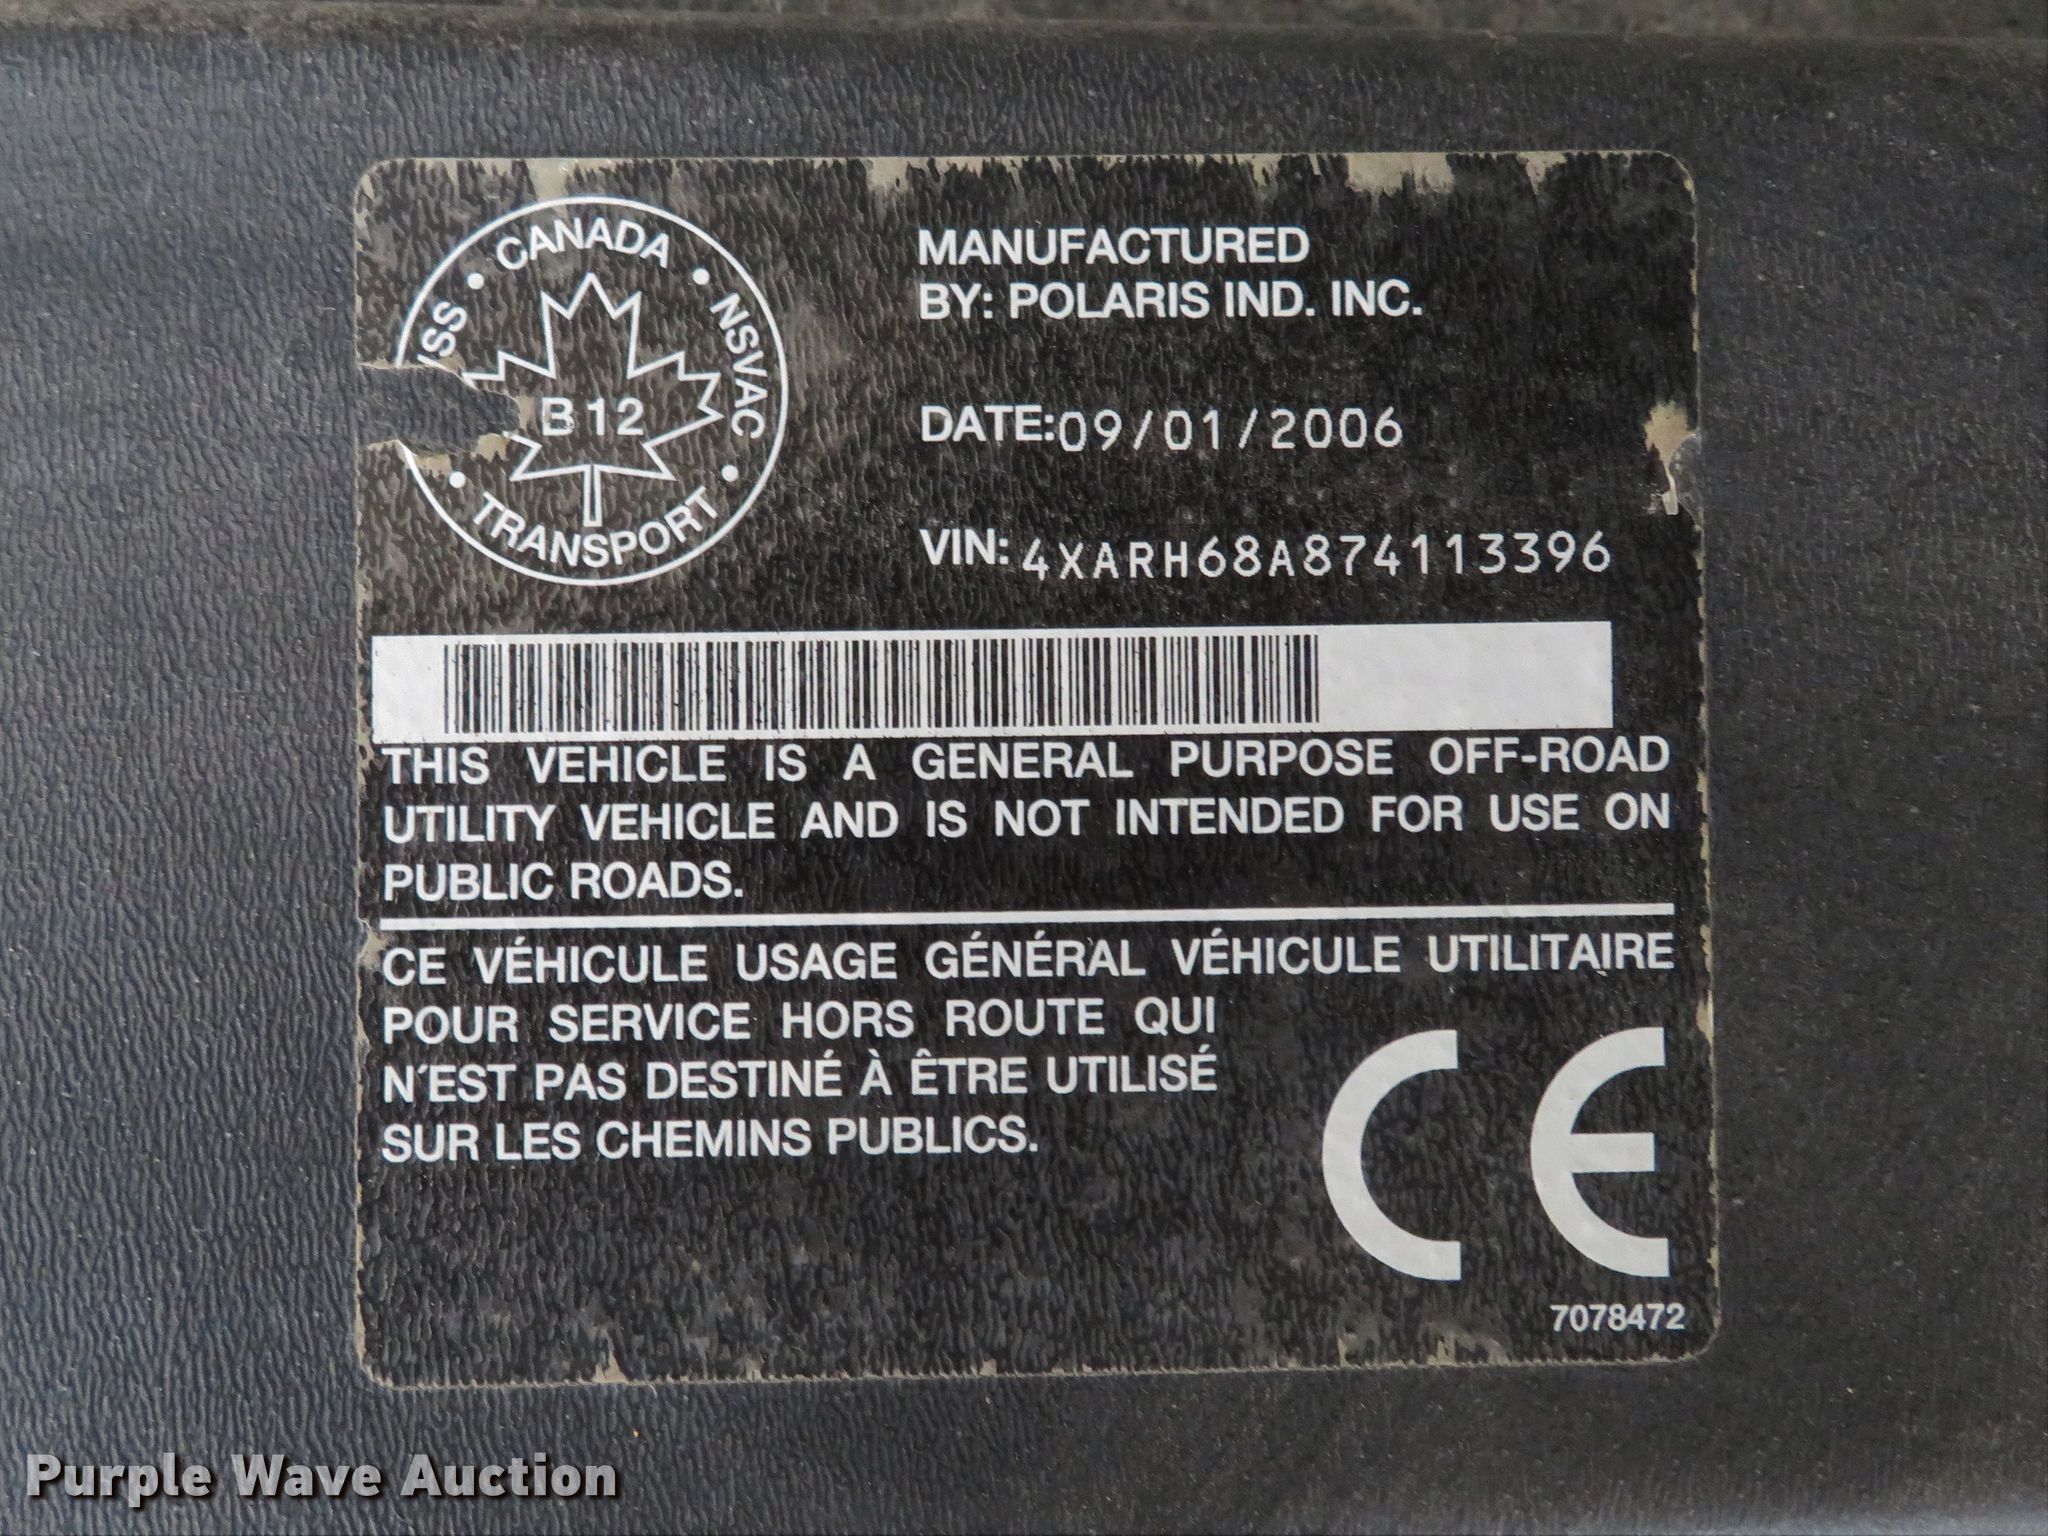 CANADA
NSVAC
TRANSPORT
B 12
MANUFACTURED
BY: POLARIS IND. INC.
DATE:09/01/2006
VIN: 4XARH68A874113396
THIS VEHICLE IS A GENERAL PURPOSE OFF-ROAD
UTILITY VEHICLE AND IS NOT INTENDED FOR USE ON
PUBLIC ROADS.
CE VÉHICULE USAGE GÉNÉRAL VÉHICULE UTILITAIRE
POUR SERVICE HORS ROUTE QUI
N'EST PAS DESTINÉ À ÊTRE UTILISÉ
SUR LES CHEMINS PUBLICS.
CE
7078472
Purple Wave Auction